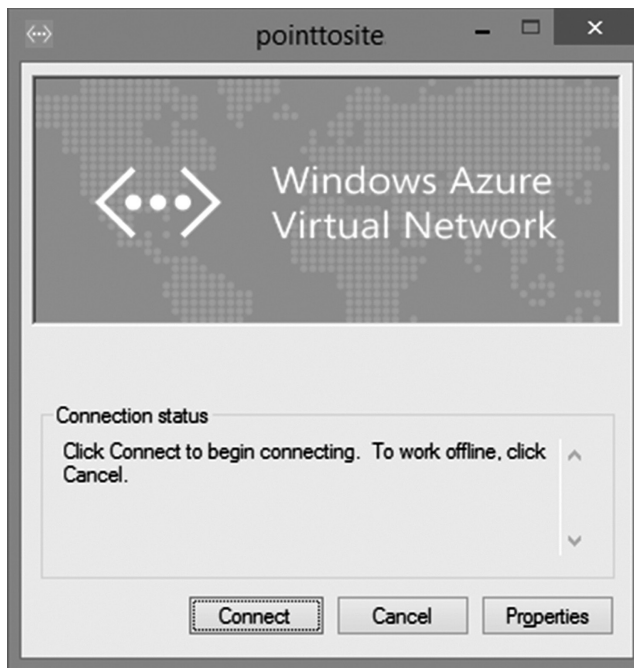 pointtosite
Windows Azure
Virtual Network
Connection status
Click Connect to begin connecting. To work offline, click
Cancel.
Connect Cancel Properties